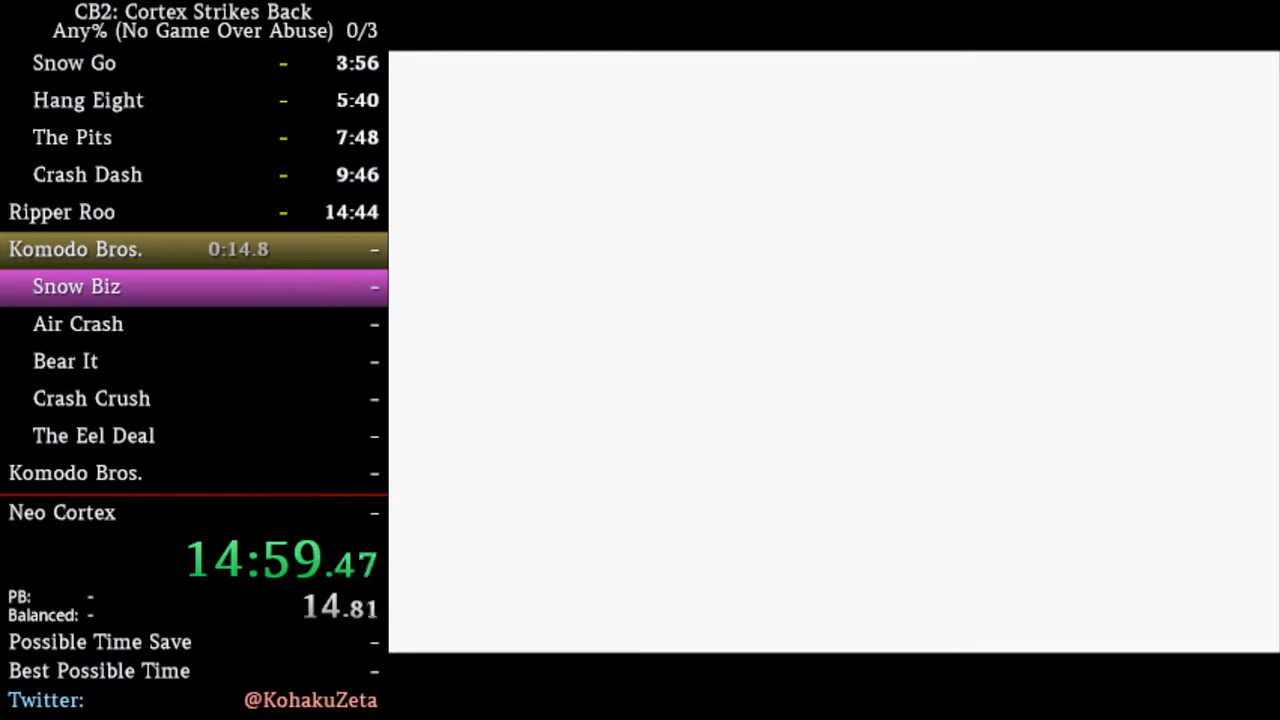 CB2: Cortex Strikes Back
Any% (No Game Over Abuse) 0/3
Snow Go - 3:56
Hang Eight - 5:40
The Pits - 7:48
Crash Dash - 9:46
Ripper Roo - 14:44
Komodo Bros. 0:14.8 -
Snow Biz -
Air Crash -
Bear It -
Crash Crush -
The Eel Deal -
Komodo Bros. -
Neo Cortex -
14:59.47
PB: -
Balanced: - 14.81
Possible Time Save -
Best Possible Time -
Twitter: @KohakuZeta